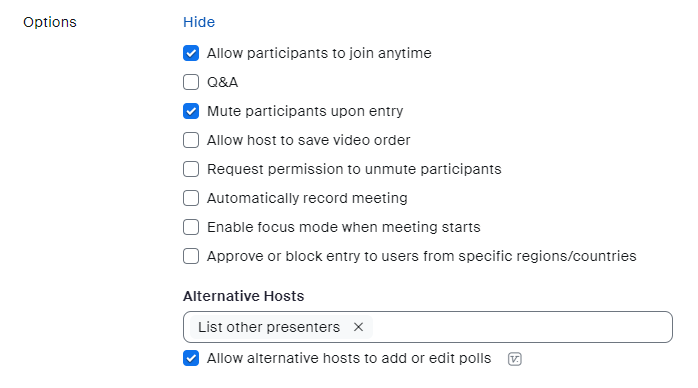 Options
Hide
Allow participants to join anytime
Q&A
Mute participants upon entry
Allow host to save video order
Request permission to unmute participants
Automatically record meeting
Enable focus mode when meeting starts
Approve or block entry to users from specific regions/countries
Alternative Hosts
List other presenters ×
Allow alternative hosts to add or edit polls